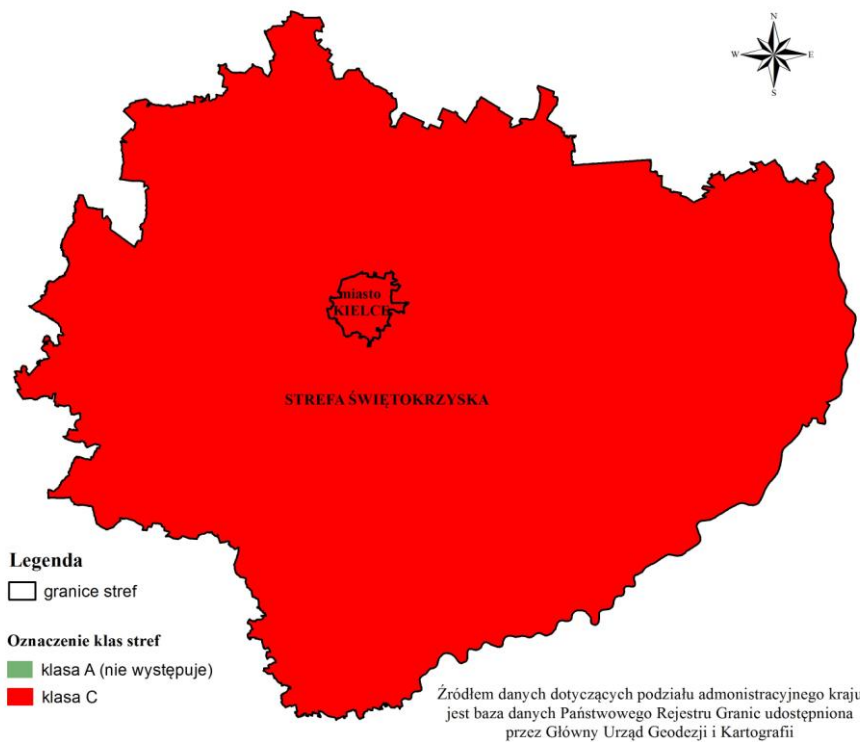 N
W E
S
miasto
KIELCE
STREFA ŚWIĘTOKRZYSKA
Legenda
granice stref
Oznaczenie klas stref
klasa A (nie występuje)
klasa C
Źródłem danych dotyczących podziału admonistracyjnego kraju
jest baza danych Państwowego Rejestru Granic udostępniona
przez Główny Urząd Geodezji i Kartografii